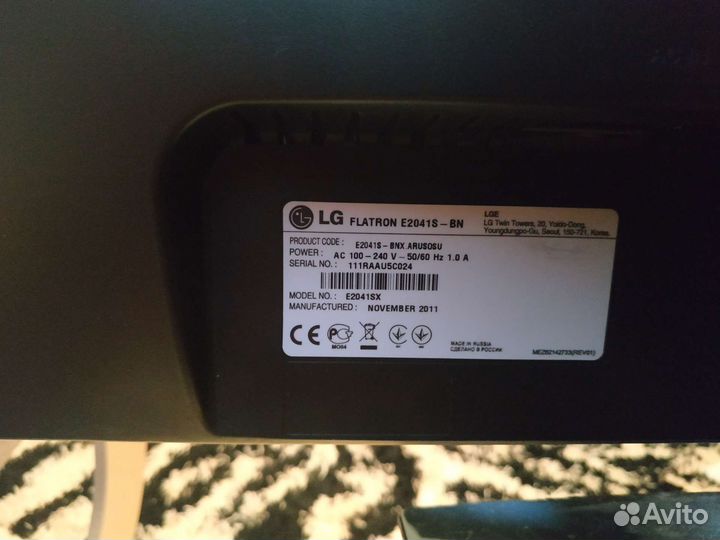 LG FLATRON E2041S-BN
LGE
LG Twin Towers, 20, Yoido-Dong,
Youngdungpo-Gu, Seoul, 150-721, Korea.
PRODUCT CODE : E2041S-BNX.ARUSOSU
POWER : AC 100-240 V~50/60 Hz 1.0 A
SERIAL NO. : 111RAAU5C024
MODEL NO. : E2041SX
MANUFACTURED : NOVEMBER 2011
CE
МО04
MADE IN RUSSIA
СДЕЛАНО В РОССИИ
MEZ62142733(REV01)
Avito